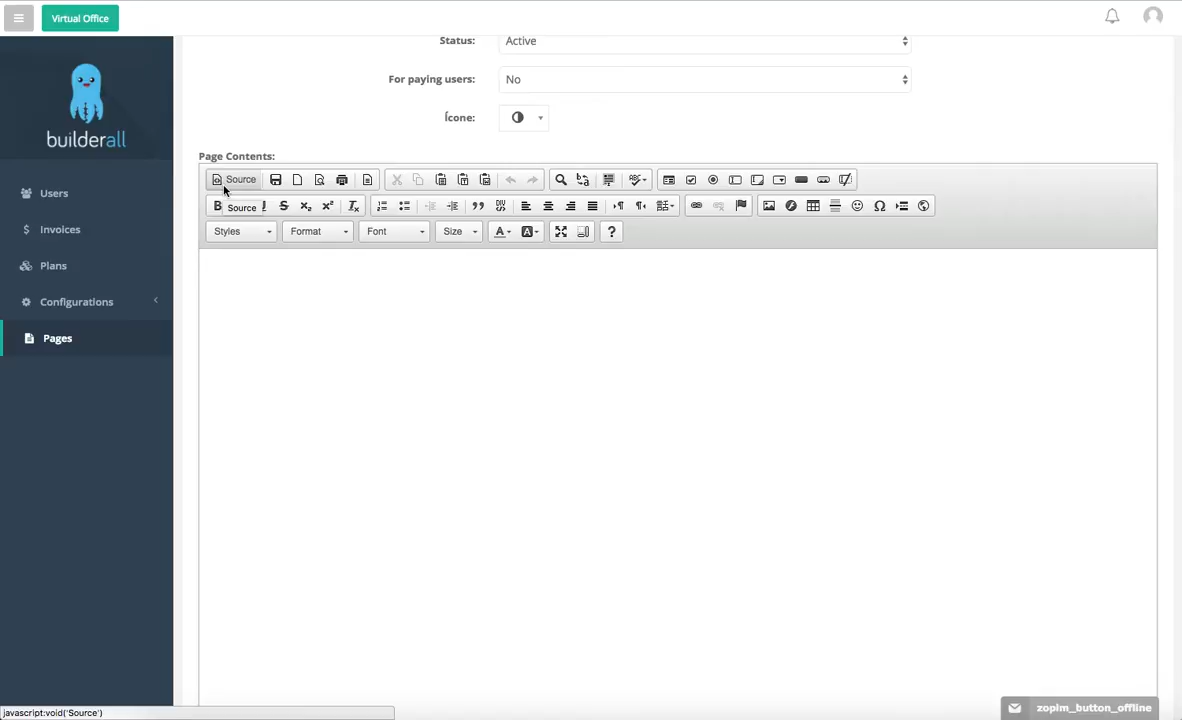 Virtual Office
Status:
Active
For paying users:
No
Ícone:
builderall
Page Contents:
Source
Users
B
Source
Invoices
Styles
Format
Font
Size
A
A
?
Plans
Configurations
Pages
javascript:void('Source')
zopim_button_offline